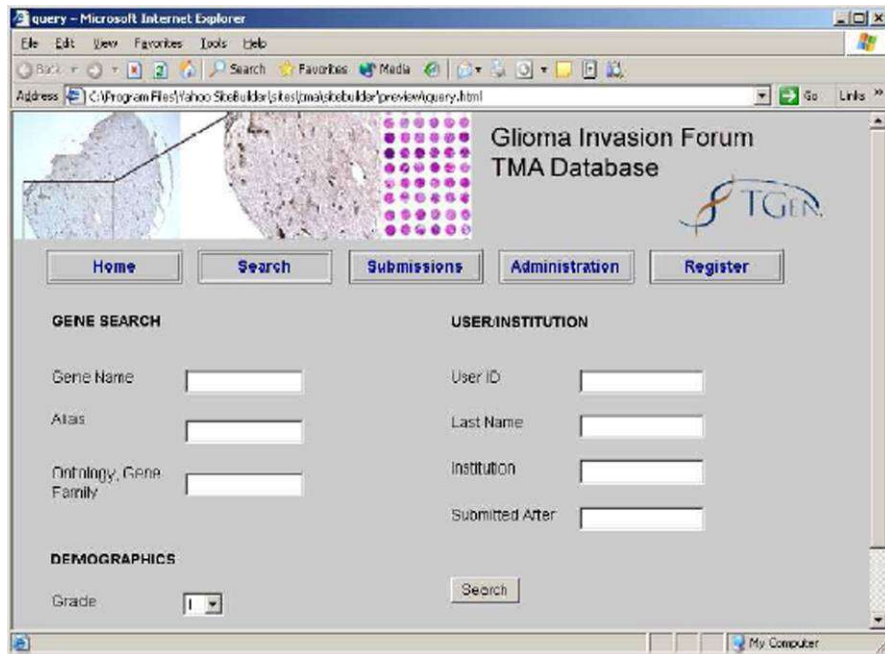 query - Microsoft Internet Explorer
File Edit View Favorites Tools Help
Back Search Favorites Media
Address C:\Program Files\Yahoo SiteBuilder\sites\tma\sitebuilder\preview\query.html Go Links »
Glioma Invasion Forum
TMA Database
TGEN
Home Search Submissions Administration Register
GENE SEARCH
Gene Name
Alias
Ontology, Gene
Family
DEMOGRAPHICS
Grade I
USER/INSTITUTION
User ID
Last Name
Institution
Submitted After
Search
My Computer